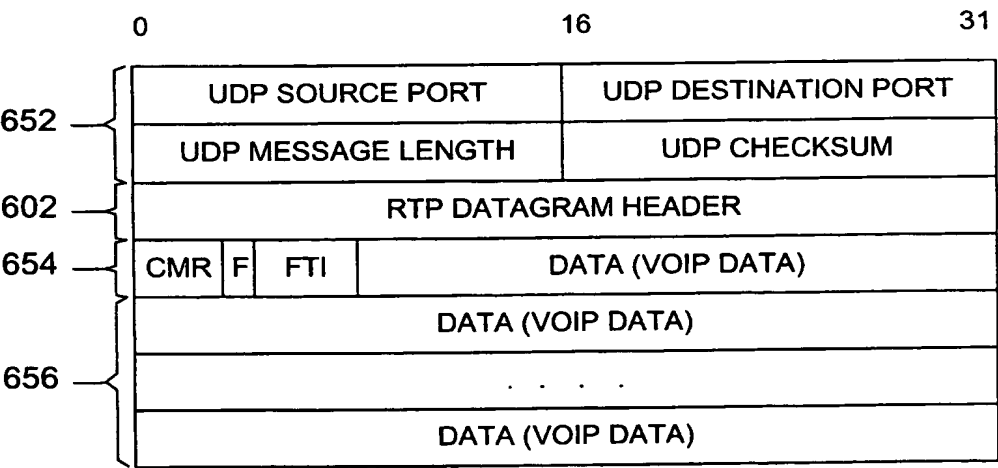 0 16 31
UDP SOURCE PORT UDP DESTINATION PORT
652
UDP MESSAGE LENGTH UDP CHECKSUM
602 RTP DATAGRAM HEADER
654 CMR F FTI DATA (VOIP DATA)
DATA (VOIP DATA)
656 . . . .
DATA (VOIP DATA)